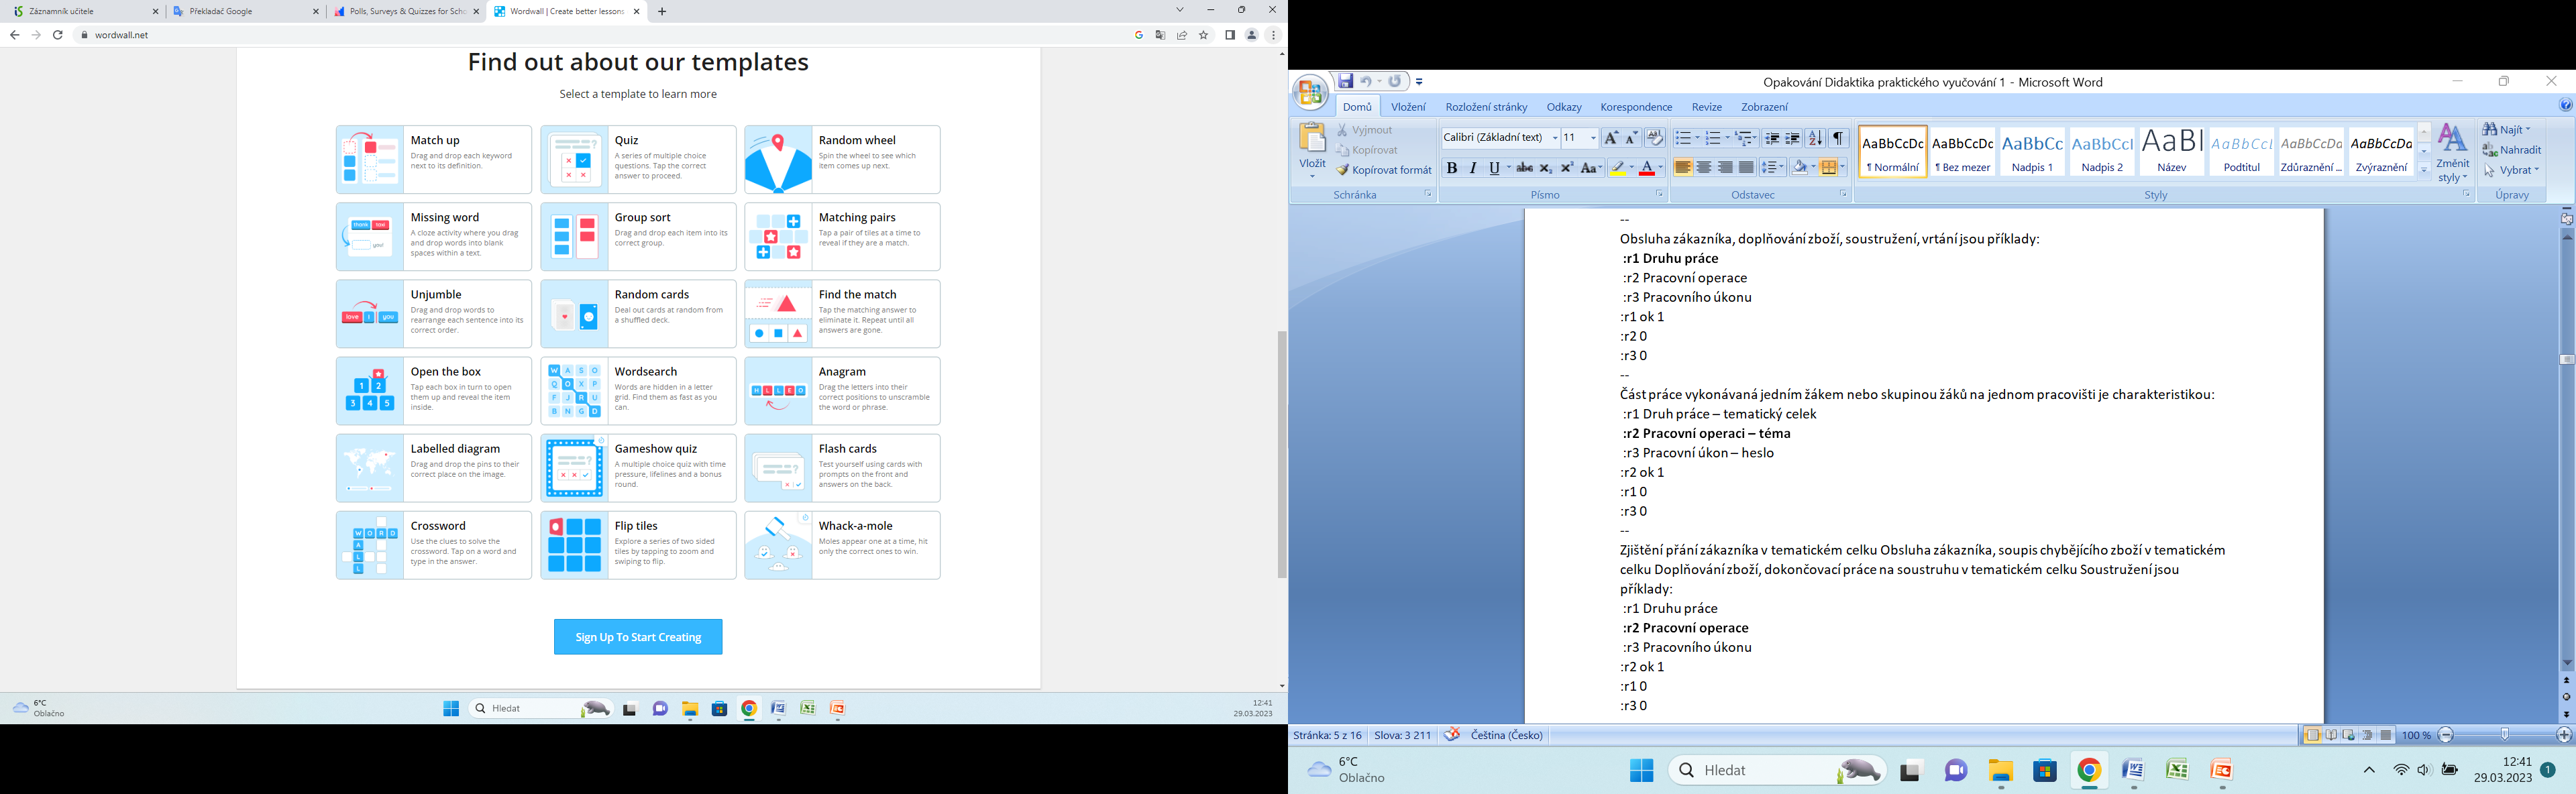 Záznamník učitele
Překladač Google
Polls, Surveys & Quizzes for Scho
Wordwall | Create better lessons
wordwall.net
Find out about our templates
Select a template to learn more
Match up
Drag and drop each keyword
next to its definition.
Quiz
A series of multiple choice
questions. Tap the correct
answer to proceed.
Random wheel
Spin the wheel to see which
item comes up next.
Missing word
A cloze activity where you drag
and drop words into blank
spaces within a text.
Group sort
Drag and drop each item into its
correct group.
Matching pairs
Tap a pair of tiles at a time to
reveal if they are a match.
Unjumble
Drag and drop words to
rearrange each sentence into its
correct order.
love I you
Random cards
Deal out cards at random from
a shuffled deck.
Find the match
Tap the matching answer to
eliminate it. Repeat until all
answers are gone.
Open the box
Tap each box in turn to open
them up and reveal the item
inside.
1 2
3 4 5
Wordsearch
Words are hidden in a letter
grid. Find them as fast as you
can.
W A S O
Q O X P
F J R U
B N G D
Anagram
Drag the letters into their
correct positions to unscramble
the word or phrase.
H L L E O
Labelled diagram
Drag and drop the pins to their
correct place on the image.
Gameshow quiz
A multiple choice quiz with time
pressure, lifelines and a bonus
round.
Flash cards
Test yourself using cards with
prompts on the front and
answers on the back.
Crossword
Use the clues to solve the
crossword. Tap on a word and
type in the answer.
W O R D
A
L
L
Flip tiles
Explore a series of two sided
tiles by tapping to zoom and
swiping to flip.
Whack-a-mole
Moles appear one at a time, hit
only the correct ones to win.
Sign Up To Start Creating
6°C
Oblačno
Hledat
12:41
29.03.2023
Opakování Didaktika praktického vyučování 1 - Microsoft Word
Domů Vložení Rozložení stránky Odkazy Korespondence Revize Zobrazení
Vložit
Vyjmout
Kopírovat
Kopírovat formát
Schránka
Calibri (Základní text) 11
Písmo
Odstavec
AaBbCcDc AaBbCcDc AaBbCc AaBbCcI AaBI AaBbCcL AaBbCcDa AaBbCcDa
¶ Normální ¶ Bez mezer Nadpis 1 Nadpis 2 Název Podtitul Zdůraznění ... Zvýraznění
Změnit
styly
Styly
Najít
Nahradit
Vybrat
Úpravy
--
Obsluha zákazníka, doplňování zboží, soustružení, vrtání jsou příklady:
:r1 Druhu práce
:r2 Pracovní operace
:r3 Pracovního úkonu
:r1 ok 1
:r2 0
:r3 0
--
Část práce vykonávaná jedním žákem nebo skupinou žáků na jednom pracovišti je charakteristikou:
:r1 Druh práce – tematický celek
:r2 Pracovní operaci – téma
:r3 Pracovní úkon – heslo
:r2 ok 1
:r1 0
:r3 0
--
Zjištění přání zákazníka v tematickém celku Obsluha zákazníka, soupis chybějícího zboží v tematickém
celku Doplňování zboží, dokončovací práce na soustruhu v tematickém celku Soustružení jsou
příklady:
:r1 Druhu práce
:r2 Pracovní operace
:r3 Pracovního úkonu
:r2 ok 1
:r1 0
:r3 0
Stránka: 5 z 16 Slova: 3 211 Čeština (Česko)
100 %
6°C
Oblačno
Hledat
12:41
29.03.2023
1